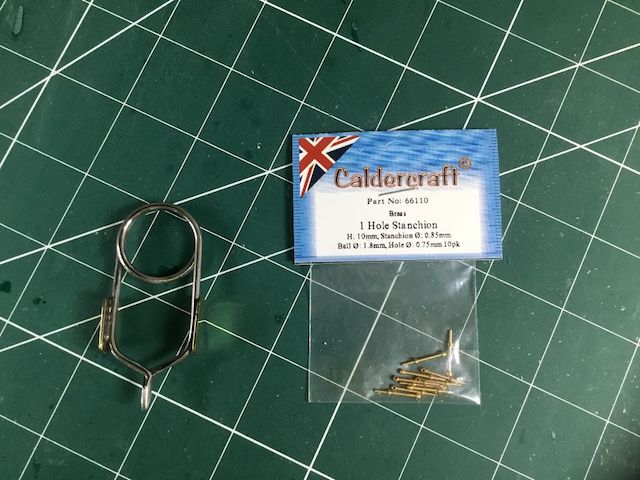 Caldercraft©
Part No: 66110
Brass
1 Hole Stanchion
H. 10mm, Stanchion Ø: 0.85mm
Ball Ø: 1.8mm, Hole Ø: 0.75mm 10pk